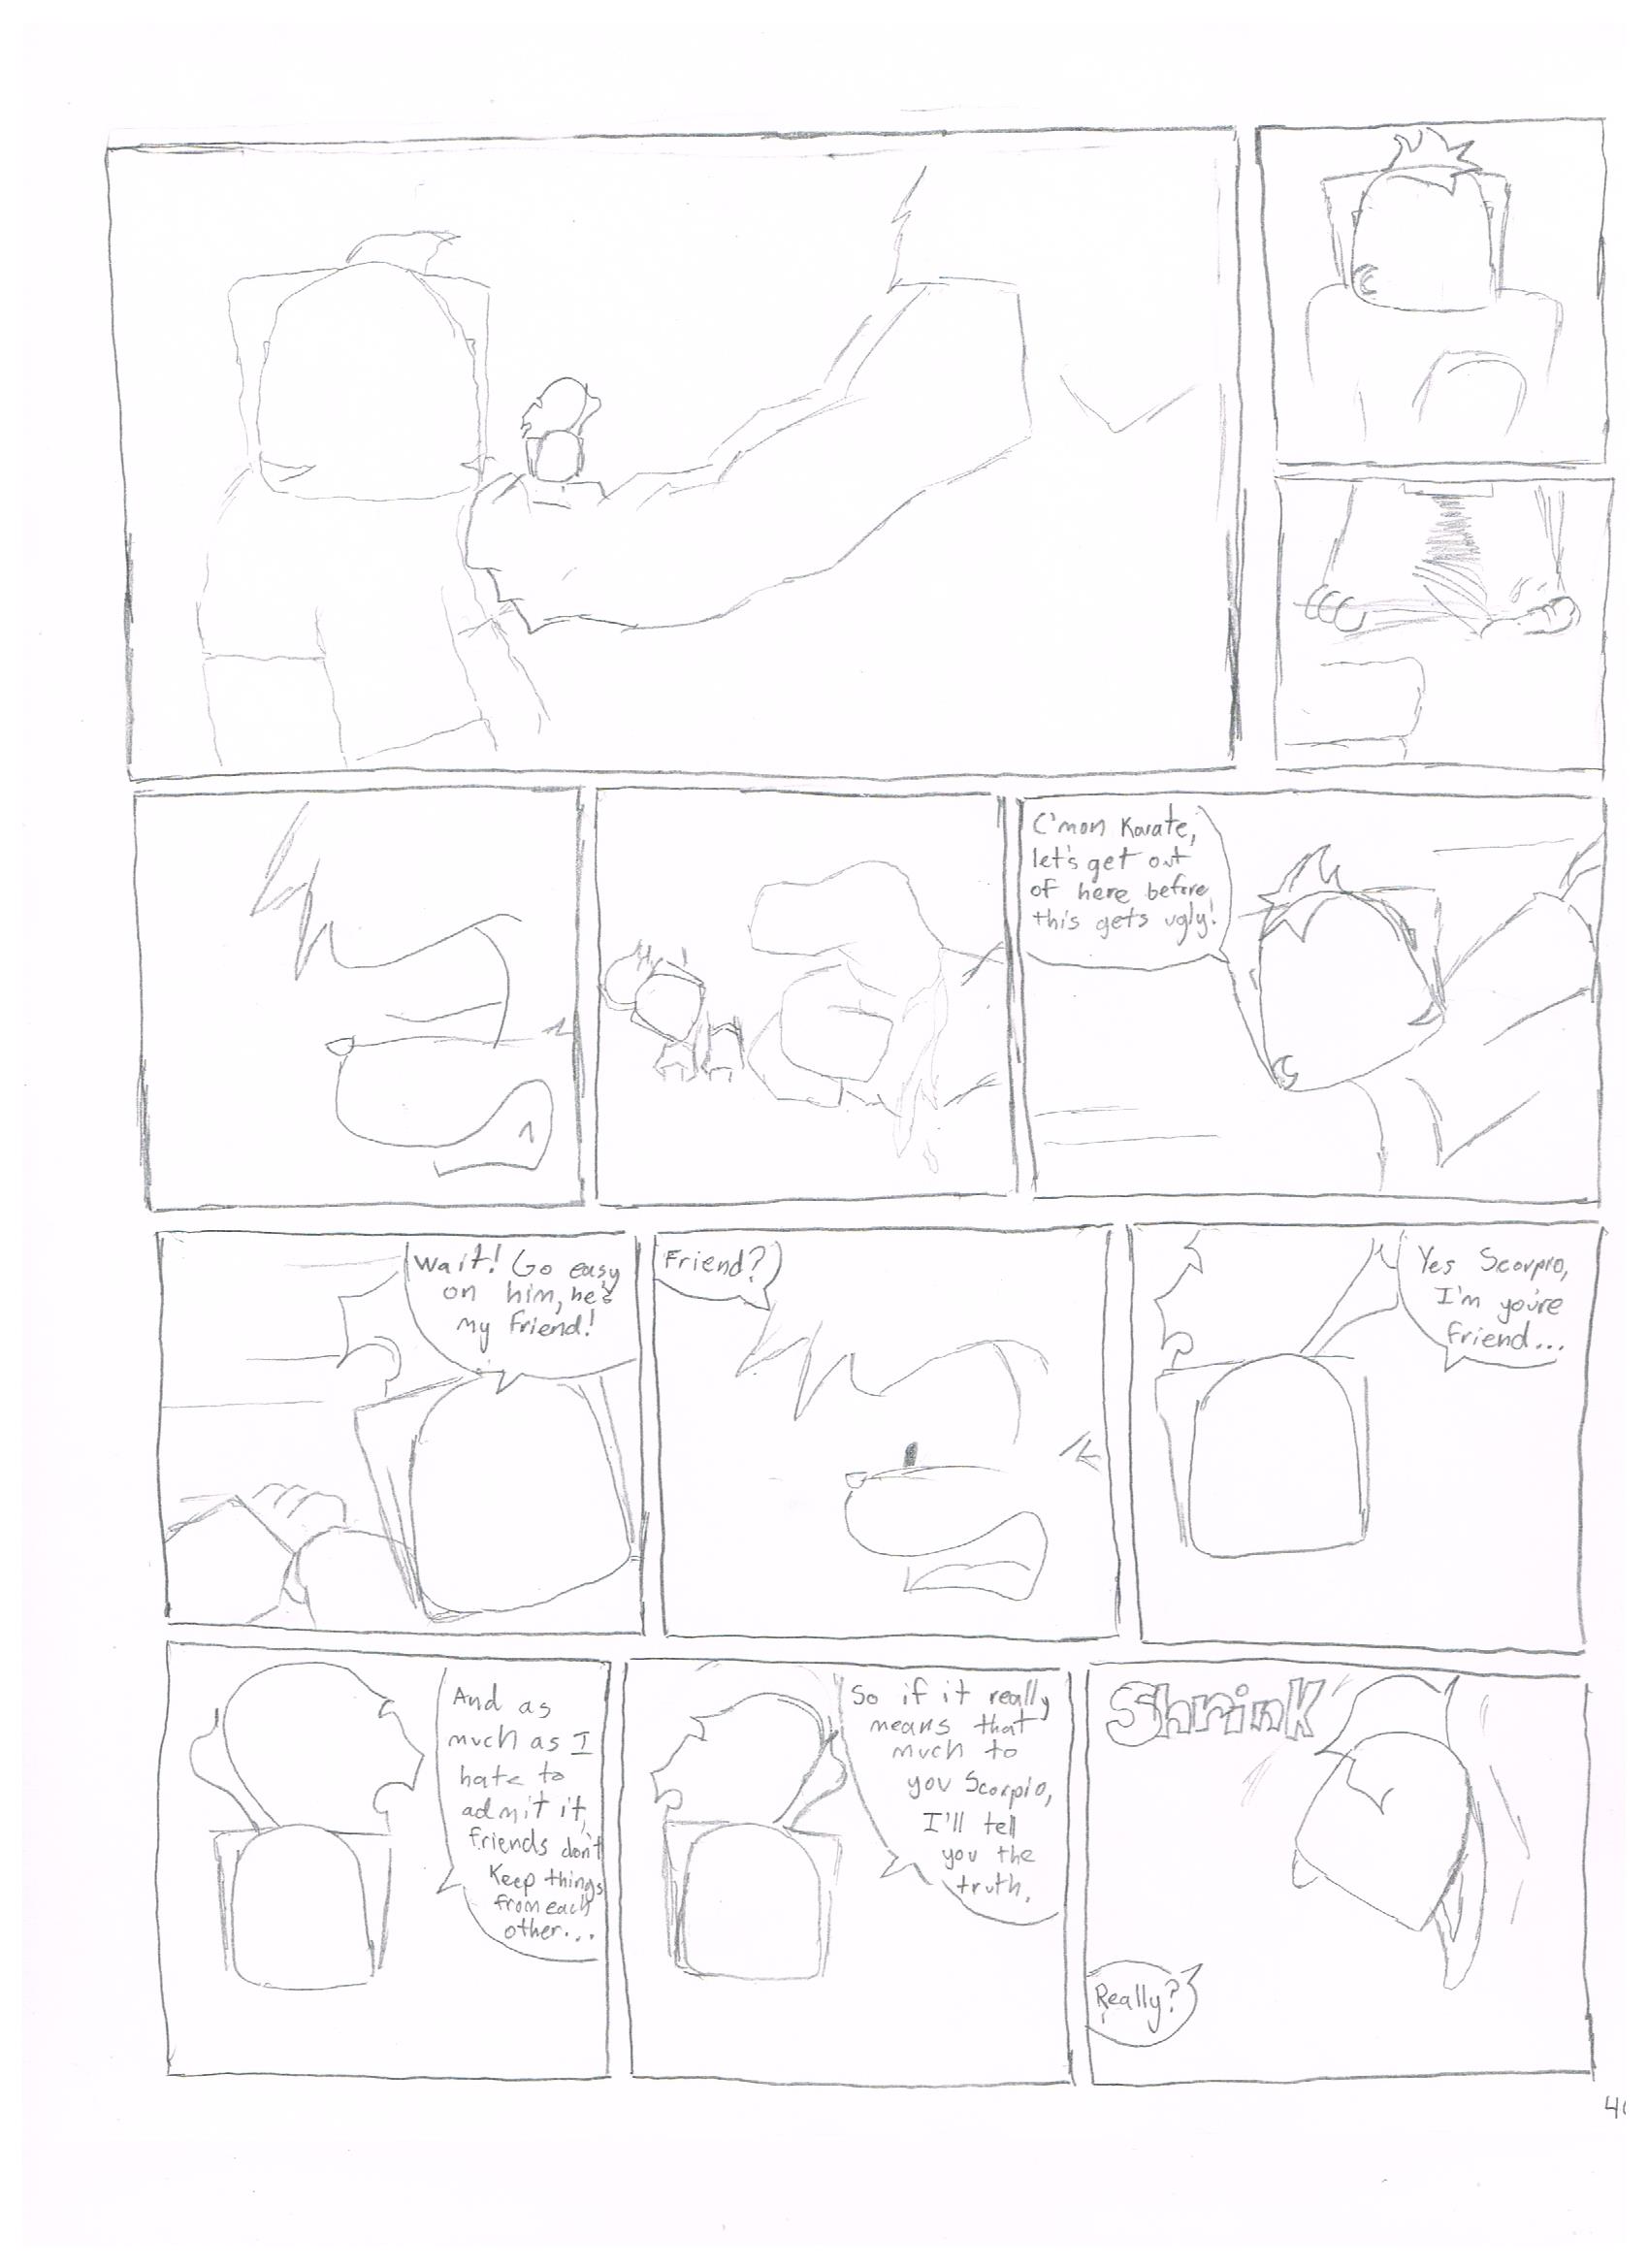 C'mon Karate,
let's get out
of here before
this gets ugly!
Wait! Go easy
on him, he's
my friend!
Friend?
Yes Scorpio,
I'm you're
friend...
And as
much as I
hate to
admit it,
friends don't
keep things
from each
other...
So if it really
means that
much to
you Scorpio,
I'll tell
you the
truth.
Shrink
Really?